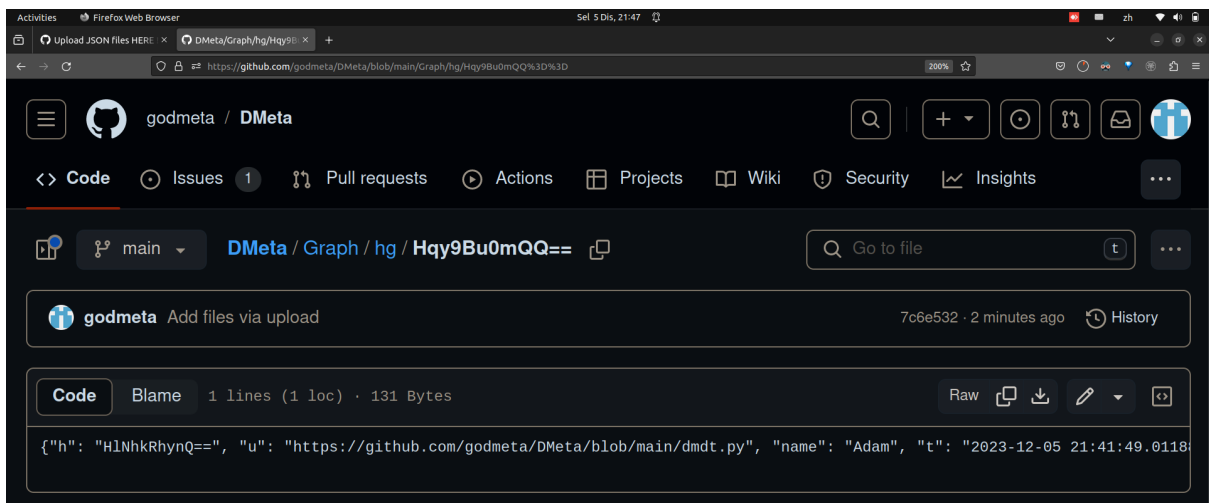 Activities Firefox Web Browser Sel 5 Dis, 21:47 zh
Upload JSON files HERE × DMeta/Graph/hg/Hqy9B × +
https://github.com/godmeta/DMeta/blob/main/Graph/hg/Hqy9Bu0mQQ%3D%3D 200%
godmeta / DMeta
<> Code Issues 1 Pull requests Actions Projects Wiki Security Insights ...
main DMeta / Graph / hg / Hqy9Bu0mQQ== Go to file t ...
godmeta Add files via upload 7c6e532 · 2 minutes ago History
Code Blame 1 lines (1 loc) · 131 Bytes Raw
{"h": "HlNhkRhynQ==", "u": "https://github.com/godmeta/DMeta/blob/main/dmdt.py", "name": "Adam", "t": "2023-12-05 21:41:49.0118